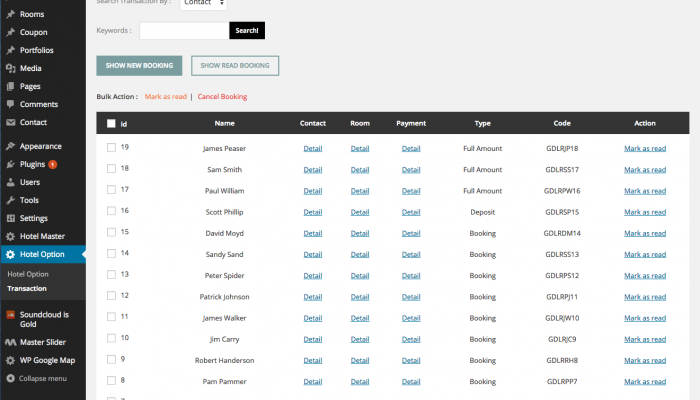 Rooms
Coupon
Portfolios
Media
Pages
Comments
Contact
Appearance
Plugins 1
Users
Tools
Settings
Hotel Master
Hotel Option
Hotel Option
Transaction
Soundcloud is
Gold
Master Slider
WP Google Map
Collapse menu
Search Transaction by : Contact
Keywords : Search!
SHOW NEW BOOKING SHOW READ BOOKING
Bulk Action : Mark as read | Cancel Booking
id Name Contact Room Payment Type Code Action
19 James Peaser Detail Detail Detail Full Amount GDLRJP18 Mark as read
18 Sam Smith Detail Detail Detail Full Amount GDLRSS17 Mark as read
17 Paul William Detail Detail Detail Full Amount GDLRPW16 Mark as read
16 Scott Phillip Detail Detail Detail Deposit GDLRSP15 Mark as read
15 David Moyd Detail Detail Detail Booking GDLRDM14 Mark as read
14 Sandy Sand Detail Detail Detail Booking GDLRSS13 Mark as read
13 Peter Spider Detail Detail Detail Booking GDLRPS12 Mark as read
12 Patrick Johnson Detail Detail Detail Booking GDLRPJ11 Mark as read
11 James Walker Detail Detail Detail Booking GDLRJW10 Mark as read
10 Jim Carry Detail Detail Detail Booking GDLRJC9 Mark as read
9 Robert Handerson Detail Detail Detail Booking GDLRRH8 Mark as read
8 Pam Pammer Detail Detail Detail Booking GDLRPP7 Mark as read